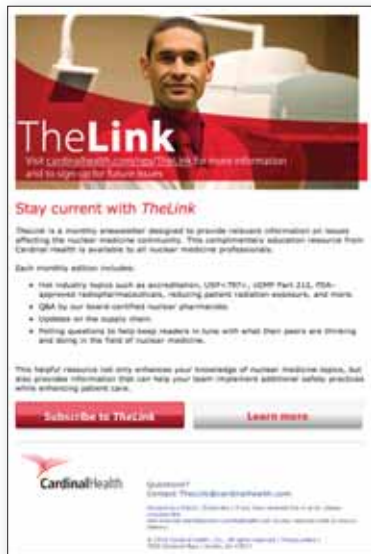 TheLink
Visit cardinalhealth.com/nps/TheLink for more information
and to sign up for future issues
Stay current with TheLink
TheLink is a monthly enewsletter designed to provide relevant information on issues
affecting the nuclear medicine community. This complimentary education resource from
Cardinal Health is available to all nuclear medicine professionals.
Each monthly edition includes:
• Hot industry topics such as accreditation, USP<797>, cGMP Part 212, FDA-
approved radiopharmaceuticals, reducing patient radiation exposure, and more.
• Q&A by our board certified nuclear pharmacists.
• Updates on the supply chain.
• Polling questions to help keep readers in tune with what their peers are thinking
and doing in the field of nuclear medicine.
This helpful resource not only enhances your knowledge of nuclear medicine topics, but
also provides information that can help your team implement additional safety practices
while enhancing patient care.
Subscribe to TheLink
Learn more
CardinalHealth
Questions?
Contact TheLink@cardinalhealth.com